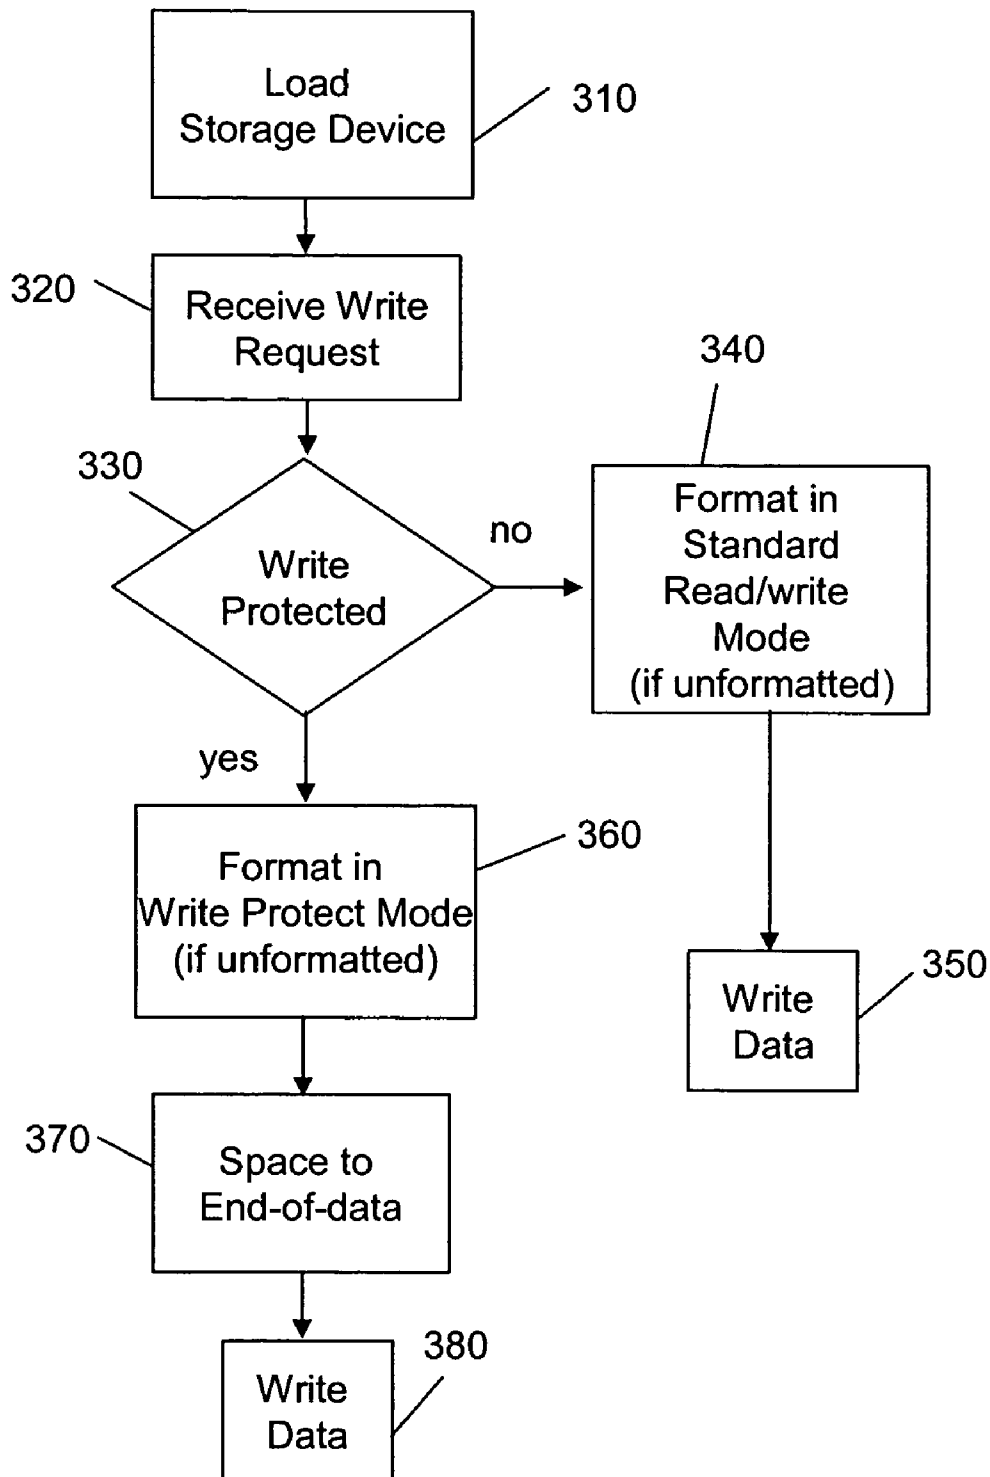 Load
Storage Device
310
320
Receive Write
Request
330
Write
Protected
no
340
Format in
Standard
Read/write
Mode
(if unformatted)
yes
360
Format in
Write Protect Mode
(if unformatted)
350
Write
Data
370
Space to
End-of-data
380
Write
Data